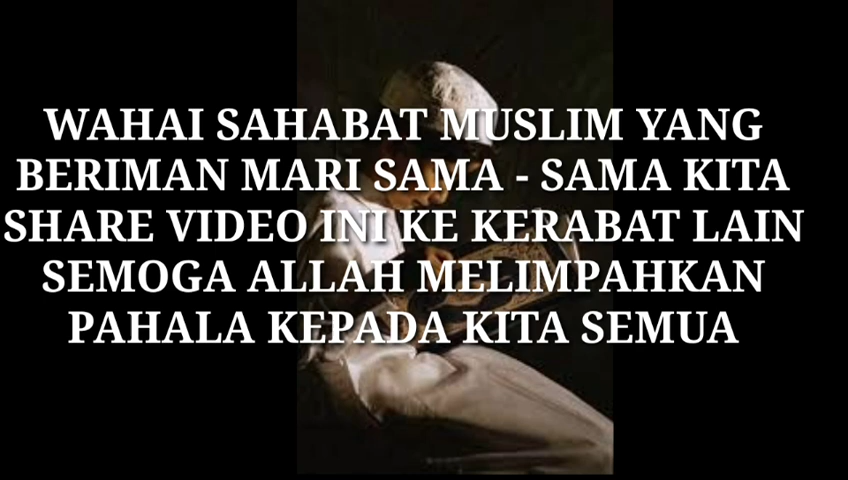 WAHAI SAHABAT MUSLIM YANG
BERIMAN MARI SAMA - SAMA KITA
SHARE VIDEO INI KE KERABAT LAIN
SEMOGA ALLAH MELIMPAHKAN
PAHALA KEPADA KITA SEMUA